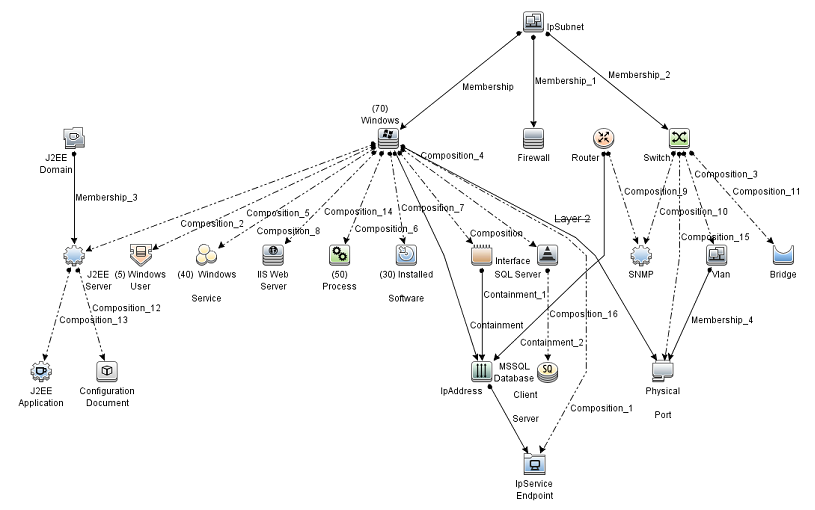 IpSubnet
Membership
Membership_1
Membership_2
(70)
Windows
Firewall
Router
Switch
J2EE
Domain
Composition_4
Composition_3
Composition_9
Composition_11
Membership_3
Composition_2
Composition_5
Composition_14
Composition_7
Layer 2
Composition_10
Composition_8
Composition_6
Composition
Composition_15
J2EE
Server
(5) Windows
User
(40) Windows
Service
IIS Web
Server
(50)
Process
(30) Installed
Software
Interface
SQL Server
SNMP
Vlan
Bridge
Containment_1
Composition_12
Composition_13
Composition_16
Containment
Membership_4
Containment_2
J2EE
Application
Configuration
Document
IpAddress
MSSQL
Database
Client
Physical
Port
Server
Composition_1
IpService
Endpoint